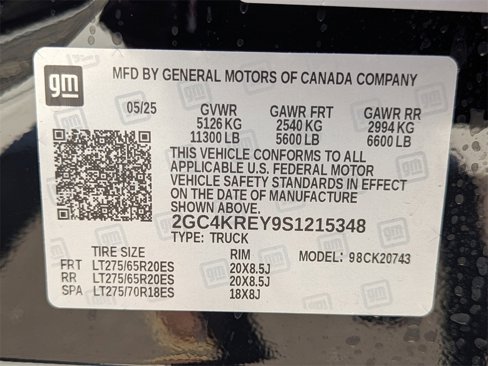 gm
MFD BY GENERAL MOTORS OF CANADA COMPANY
05/25 GVWR GAWR FRT GAWR RR
5126 KG 2540 KG 2994 KG
11300 LB 5600 LB 6600 LB
THIS VEHICLE CONFORMS TO ALL
APPLICABLE U.S. FEDERAL MOTOR
VEHICLE SAFETY STANDARDS IN EFFECT
ON THE DATE OF MANUFACTURE
SHOWN ABOVE.
2GC4KREY9S1215348
TYPE: TRUCK
TIRE SIZE RIM MODEL: 98CK20743
FRT LT275/65R20ES 20X8.5J
RR LT275/65R20ES 20X8.5J
SPA LT275/70R18ES 18X8J